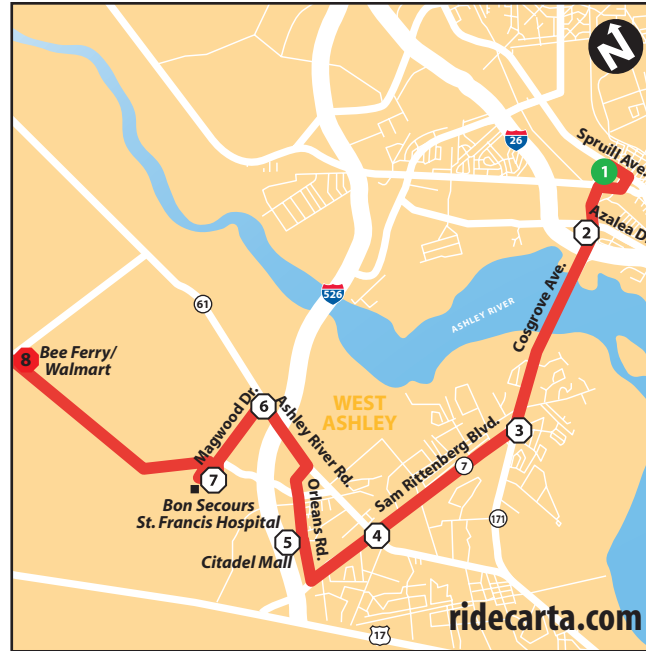 N
26
Spruill Ave.
1
Azalea D
2
61
526
ASHLEY RIVER
Cosgrove Ave.
8
Bee Ferry/
Walmart
WEST
ASHLEY
6
Magwood Dr.
Ashley River Rd.
3
Sam Rittenberg Blvd.
7
7
Orleans Rd.
Bon Secours
St. Francis Hospital
171
5
4
Citadel Mall
ridecarta.com
17